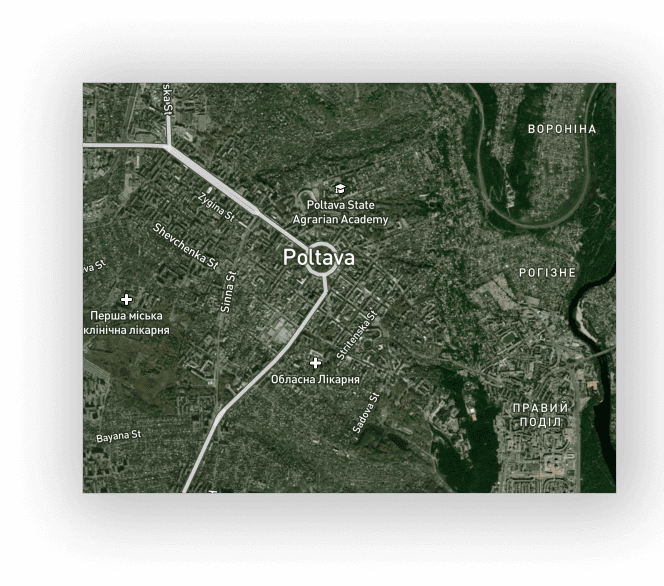 ska St
ВОРОНІНА
Zygina St
Poltava State
Agrarian Academy
Shevchenka St
Poltava
va St
Sinna St
РОГІЗНЕ
Перша міська
клінічна лікарня
Stritenska St
Обласна Лікарня
Sadova St
ПРАВИЙ
ПОДІЛ
Bayana St